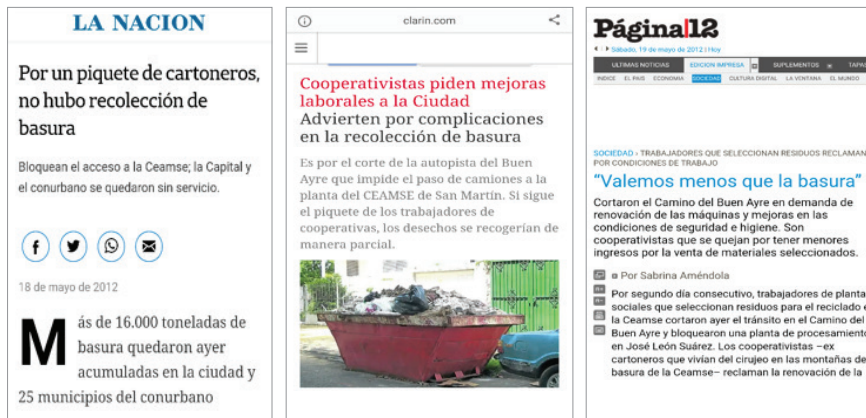 LA NACION
Por un piquete de cartoneros,
no hubo recolección de
basura
Bloquean el acceso a la Ceamse; la Capital y
el conurbano se quedaron sin servicio.
18 de mayo de 2012
Más de 16.000 toneladas de
basura quedaron ayer
acumuladas en la ciudad y
25 municipios del conurbano
clarin.com
Cooperativistas piden mejoras
laborales a la Ciudad
Advierten por complicaciones
en la recolección de basura
Es por el corte de la autopista del Buen
Ayre que impide el paso de camiones a la
planta del CEAMSE de San Martín. Si sigue
el piquete de los trabajadores de
cooperativas, los desechos se recogerían de
manera parcial.
Página|12
Sábado, 19 de mayo de 2012 | Hoy
ULTIMAS NOTICIAS EDICION IMPRESA SUPLEMENTOS TAPAS
INDICE EL PAIS ECONOMIA SOCIEDAD CULTURA DIGITAL LA VENTANA EL MUNDO
SOCIEDAD › TRABAJADORES QUE SELECCIONAN RESIDUOS RECLAMAN
POR CONDICIONES DE TRABAJO
“Valemos menos que la basura”
Cortaron el Camino del Buen Ayre en demanda de
renovación de las máquinas y mejoras en las
condiciones de seguridad e higiene. Son
cooperativistas que se quejan por tener menores
ingresos por la venta de materiales seleccionados.
Por Sabrina Améndola
Por segundo día consecutivo, trabajadores de plantas
sociales que seleccionan residuos para el reciclado e
la Ceamse cortaron ayer el tránsito en el Camino del
Buen Ayre y bloquearon una planta de procesamiento
en José León Suárez. Los cooperativistas –ex
cartoneros que vivían del cirujeo en las montañas de
basura de la Ceamse– reclaman la renovación de la